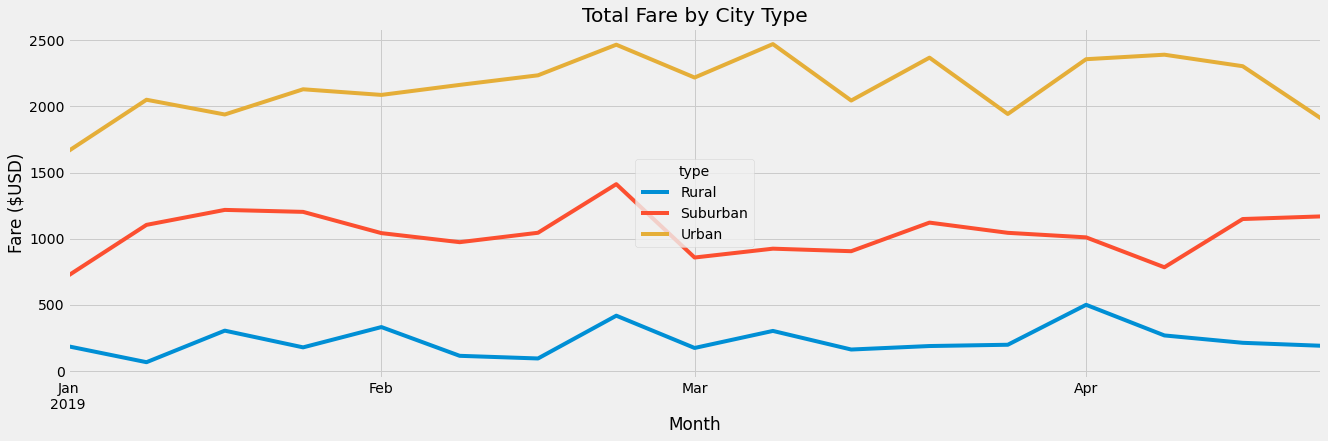 Total Fare by City Type
Fare ($USD)
2500
2000
1500
1000
500
0
type
Rural
Suburban
Urban
Jan
2019
Feb
Mar
Apr
Month